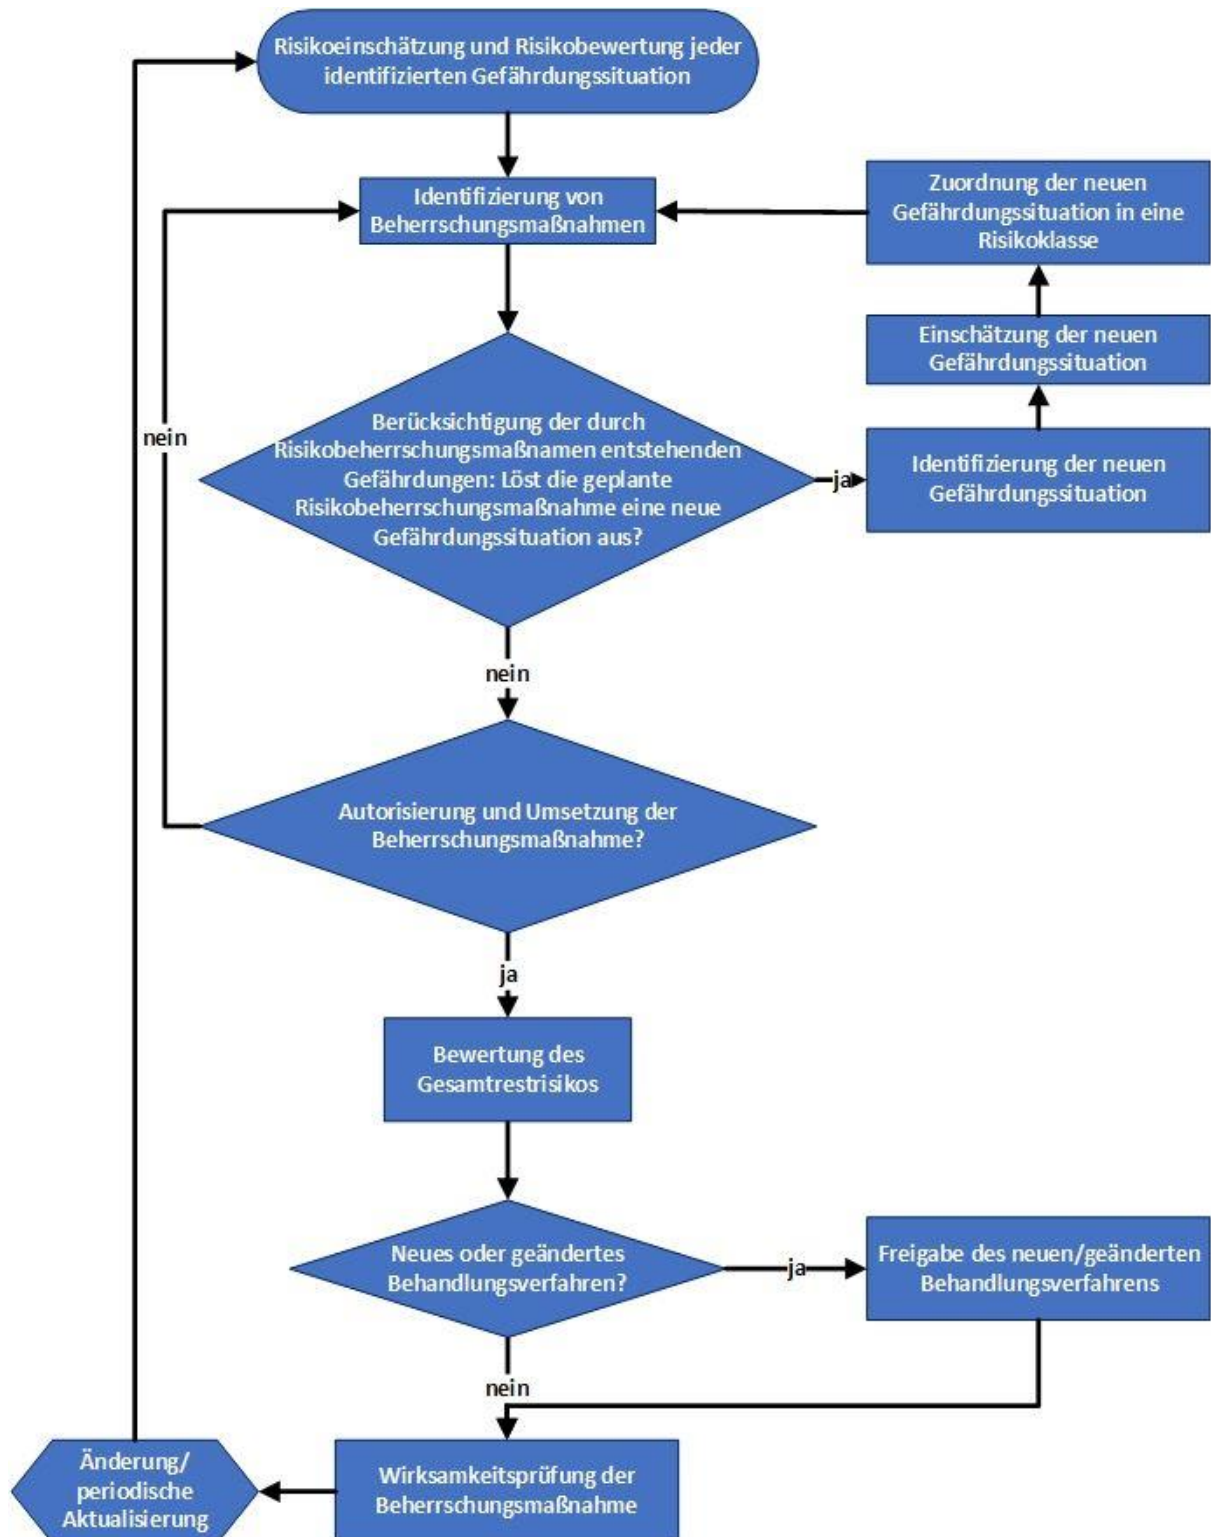 Risikoeinschätzung und Risikobewertung jeder
identifizierten Gefährdungssituation
Identifizierung von
Beherrschungsmaßnahmen
Zuordnung der neuen
Gefährdungssituation in eine
Risikoklasse
Einschätzung der neuen
Gefährdungssituation
nein
Berücksichtigung der durch
Risikobeherrschungsmaßnamen entstehenden
Gefährdungen: Löst die geplante
Risikobeherrschungsmaßnahme eine neue
Gefährdungssituation aus?
ja
Identifizierung der neuen
Gefährdungssituation
nein
Autorisierung und Umsetzung der
Beherrschungsmaßnahme?
ja
Bewertung des
Gesamtrestrisikos
Neues oder geändertes
Behandlungsverfahren?
ja
Freigabe des neuen/geänderten
Behandlungsverfahrens
nein
Änderung/
periodische
Aktualisierung
Wirksamkeitsprüfung der
Beherrschungsmaßnahme